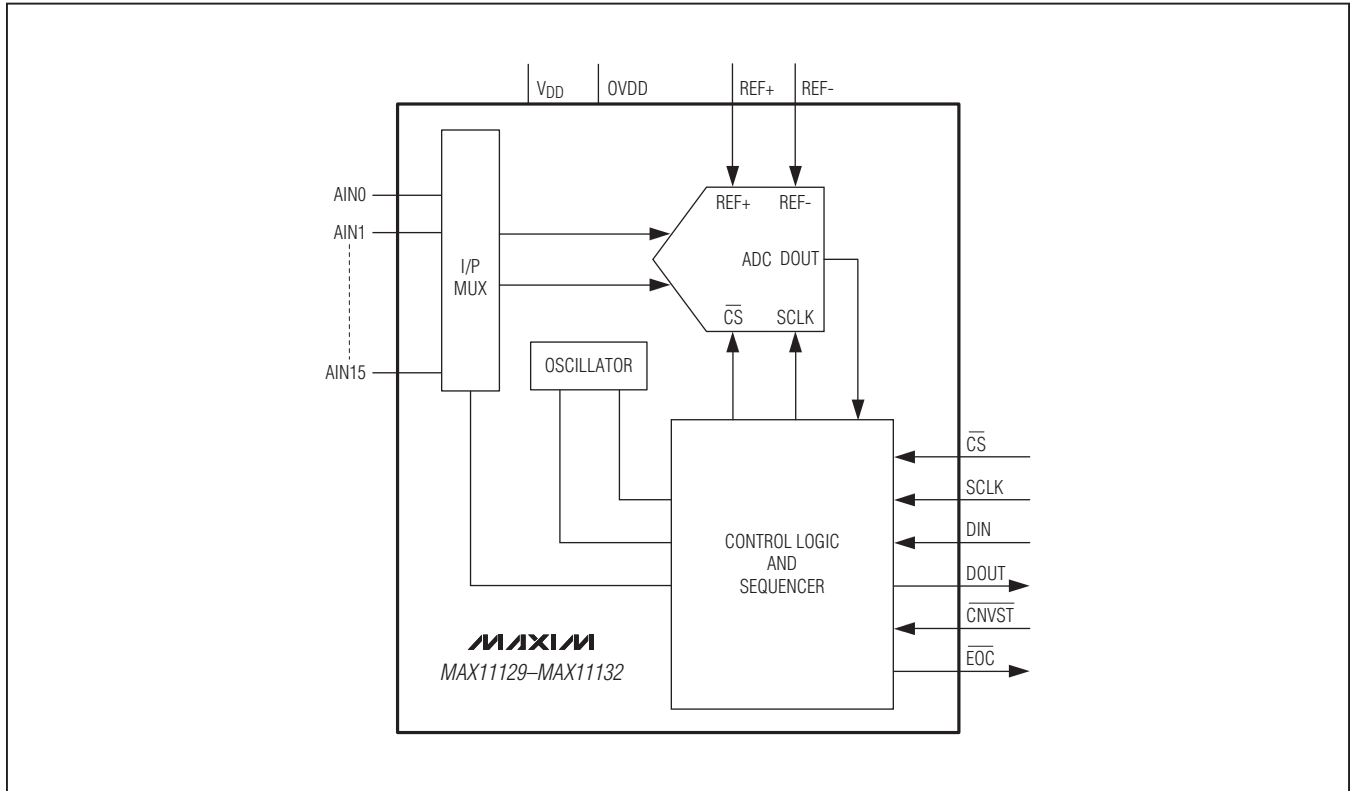 VDD
OVDD
REF+
REF-
AIN0
AIN1
AIN15
I/P
MUX
REF+
REF-
ADC
DOUT
CS
SCLK
OSCILLATOR
CONTROL LOGIC
AND
SEQUENCER
CS
SCLK
DIN
DOUT
CNVST
EOC
MAXIM
MAX11129–MAX11132